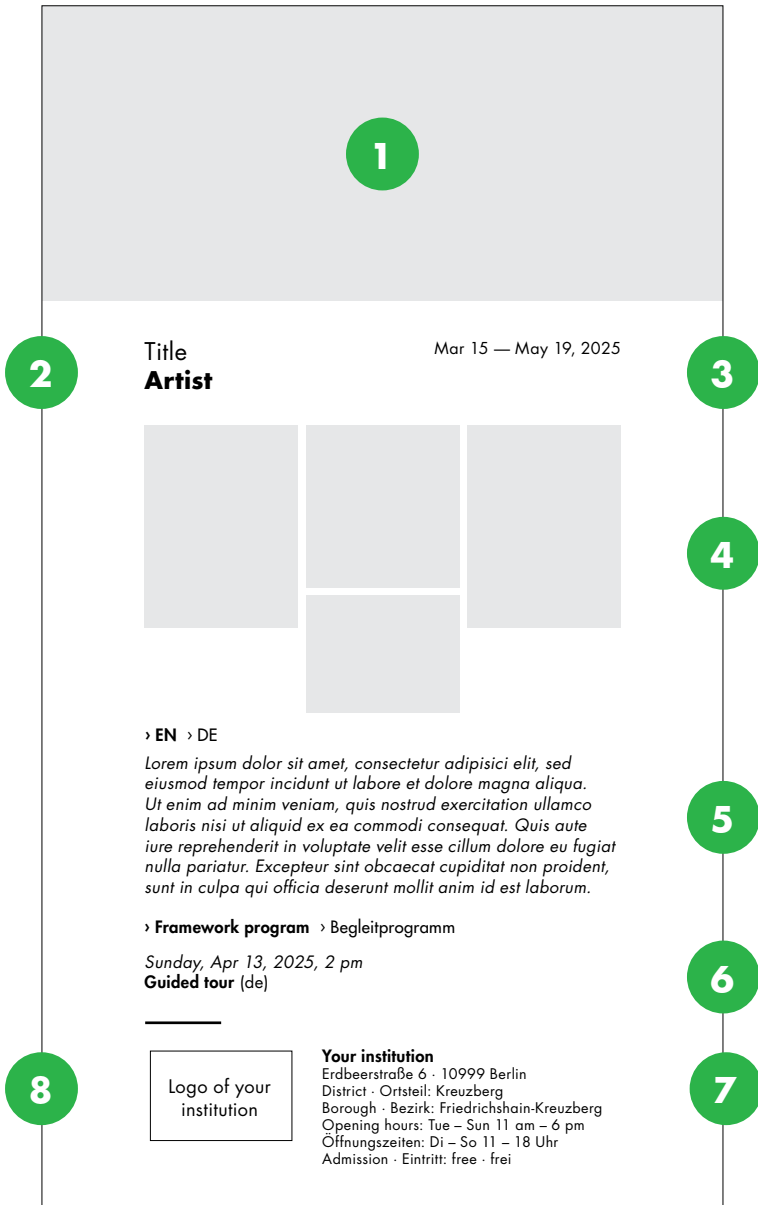 1
2
Title
Artist
Mar 15 — May 19, 2025
3
4
› EN › DE
Lorem ipsum dolor sit amet, consectetur adipisici elit, sed
eiusmod tempor incidunt ut labore et dolore magna aliqua.
Ut enim ad minim veniam, quis nostrud exercitation ullamco
laboris nisi ut aliquid ex ea commodi consequat. Quis aute
iure reprehenderit in voluptate velit esse cillum dolore eu fugiat
nulla pariatur. Excepteur sint obcaecat cupiditat non proident,
sunt in culpa qui officia deserunt mollit anim id est laborum.
5
› Framework program › Begleitprogramm
Sunday, Apr 13, 2025, 2 pm
Guided tour (de)
6
8
Logo of your
institution
Your institution
Erdbeerstraße 6 · 10999 Berlin
District · Ortsteil: Kreuzberg
Borough · Bezirk: Friedrichshain-Kreuzberg
Opening hours: Tue – Sun 11 am – 6 pm
Öffnungszeiten: Di – So 11 – 18 Uhr
Admission · Eintritt: free · frei
7